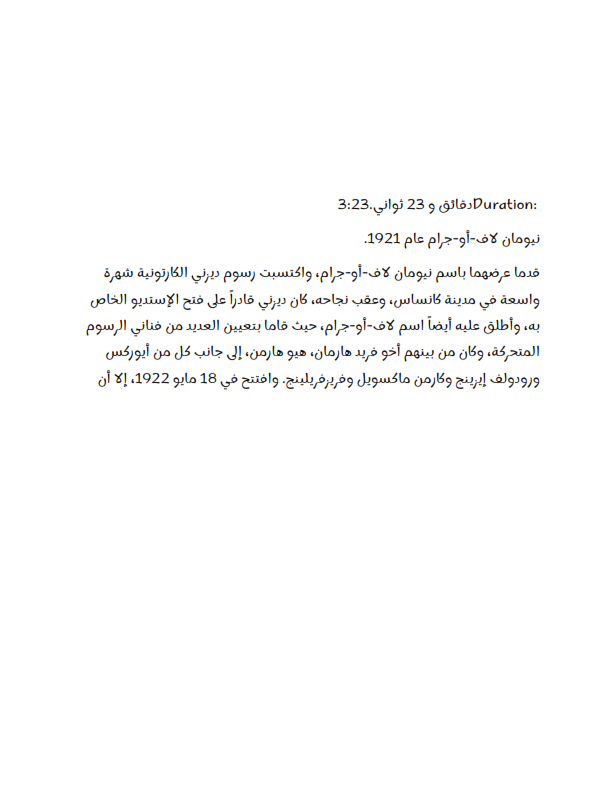 Duration: دقائق و 23 ثواني.3:23
نيومان لاف-أو-جرام عام 1921.
قدما عرضهما باسم نيومان لاف-أو-جرام، واكتسبت رسوم ديزني الكارتونية شهرة
واسعة في مدينة كانساس، وعقب نجاحه، كان ديزني قادراً على فتح الإستديو الخاص
به، وأطلق عليه أيضاً اسم لاف-أو-جرام، حيث قاما بتعيين العديد من فناني الرسوم
المتحركة، وكان من بينهم أخو فريد هارمان، هيو هارمن، إلى جانب كل من أيوركس
ورودولف إيزينج وكارمن ماكسويل وفريزفريلينج. وافتتح في 18 مايو 1922، إلا أن